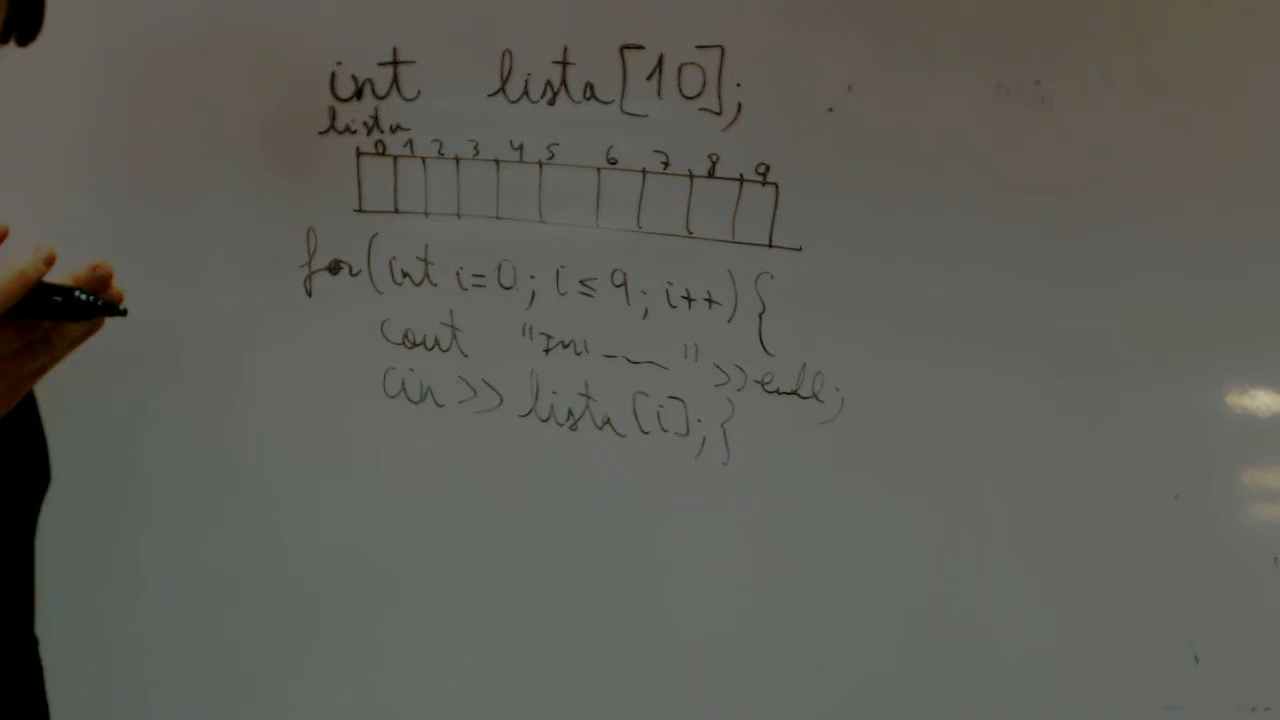 int lista[10];
lista
0 1 2 3 4 5 6 7 8 9
for(int i=0; i≤9; i++){
cout " " >>endl;
cin>> lista[i];}